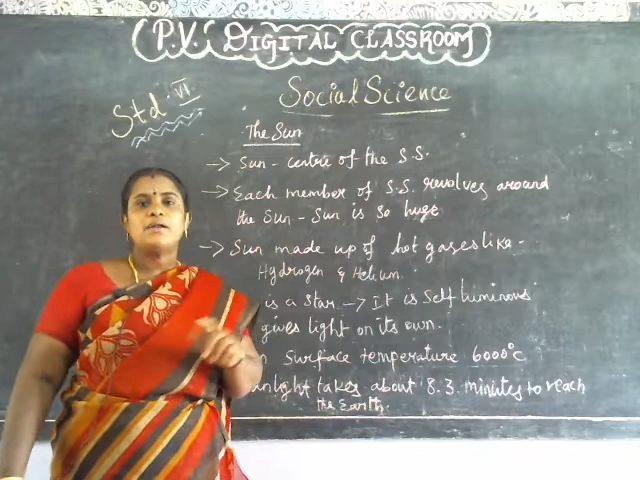 P.V. DIGITAL CLASSROOM
Std. VI
Social Science
The Sun
→ Sun - centre of the S.S.
→ Each member of S.S. revolves around
the Sun - Sun is so huge
→ Sun made up of hot gases like -
Hydrogen & Helium.
is a star → It is Self luminous
gives light on its own.
Surface temperature 6000°c
takes about 8.3. minutes to reach
the Earth.